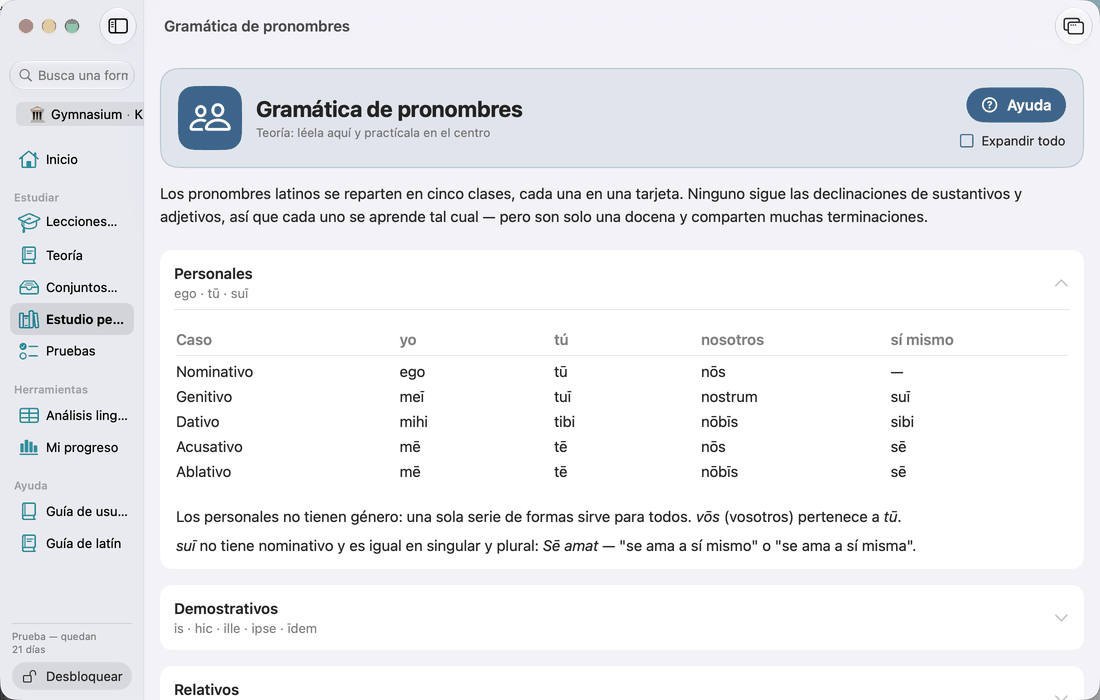 Gramática de pronombres
Busca una forn
Gymnasium · K
Inicio
Estudiar
Lecciones...
Teoría
Conjuntos...
Estudio pe...
Pruebas
Herramientas
Análisis ling...
Mi progreso
Ayuda
Guía de usu...
Guía de latín
Prueba — quedan
21 días
Desbloquear
Gramática de pronombres
Teoría: léela aquí y practícala en el centro
Ayuda
Expandir todo
Los pronombres latinos se reparten en cinco clases, cada una en una tarjeta. Ninguno sigue las declinaciones de sustantivos y
adjetivos, así que cada uno se aprende tal cual — pero son solo una docena y comparten muchas terminaciones.
Personales
ego · tū · suī
Caso yo tú nosotros sí mismo
Nominativo ego tū nōs —
Genitivo meī tuī nostrum suī
Dativo mihi tibi nōbīs sibi
Acusativo mē tē nōs sē
Ablativo mē tē nōbīs sē
Los personales no tienen género: una sola serie de formas sirve para todos. vōs (vosotros) pertenece a tū.
suī no tiene nominativo y es igual en singular y plural: Sē amat — "se ama a sí mismo" o "se ama a sí misma".
Demostrativos
is · hic · ille · ipse · īdem
Relativos